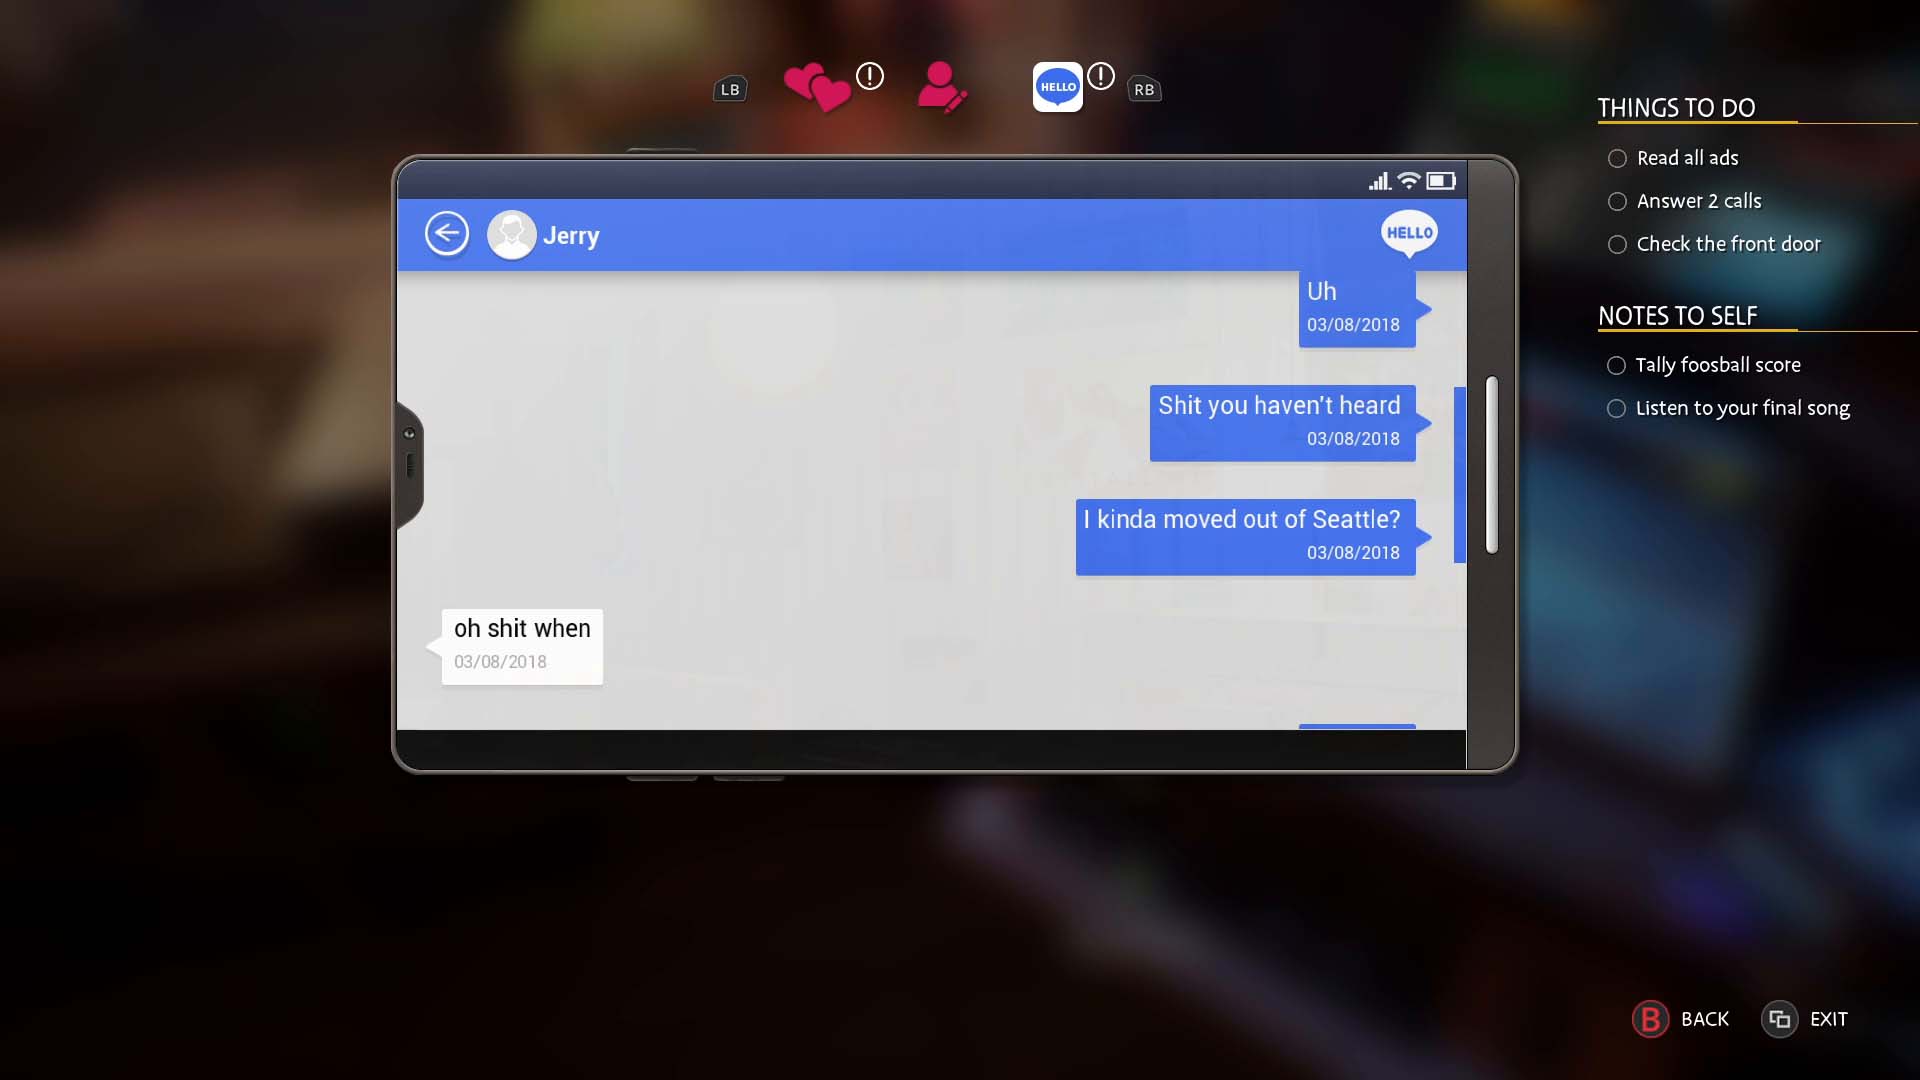 LB
!
HELLO
!
RB
Jerry
HELLO
Uh
03/08/2018
Shit you haven't heard
03/08/2018
I kinda moved out of Seattle?
03/08/2018
oh shit when
03/08/2018
THINGS TO DO
Read all ads
Answer 2 calls
Check the front door
NOTES TO SELF
Tally foosball score
Listen to your final song
B BACK
EXIT